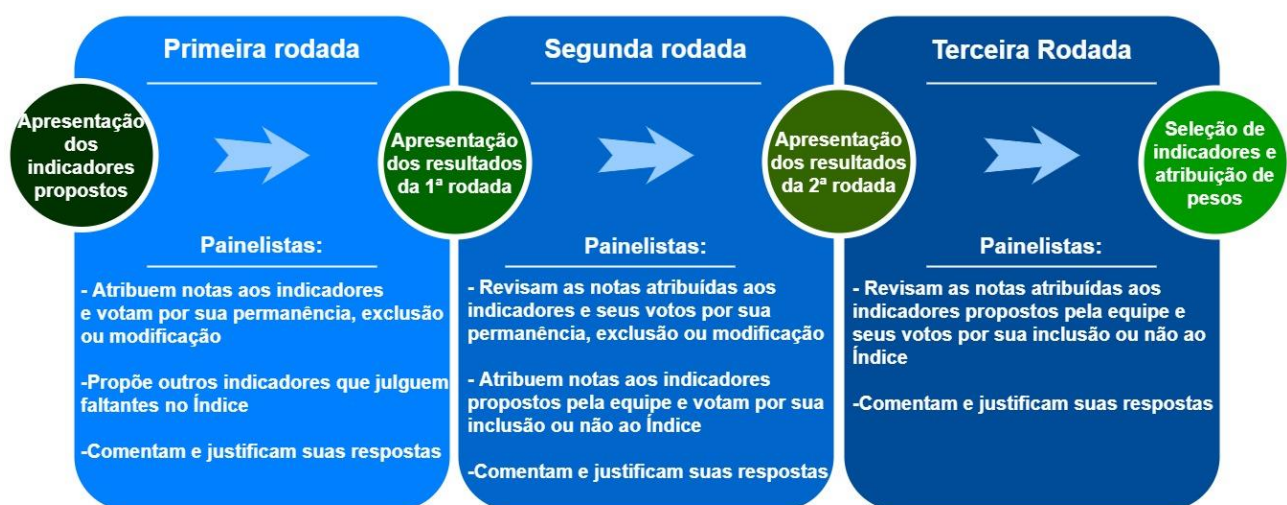 Primeira rodada
Apresentação
dos
indicadores
propostos
Painelistas:
- Atribuem notas aos indicadores
e votam por sua permanência, exclusão
ou modificação
-Propõe outros indicadores que julguem
faltantes no Índice
-Comentam e justificam suas respostas
Apresentação
dos resultados
da 1ª rodada
Segunda rodada
Painelistas:
- Revisam as notas atribuídas aos
indicadores e seus votos por sua
permanência, exclusão ou modificação
- Atribuem notas aos indicadores
propostos pela equipe e votam por sua
inclusão ou não ao Índice
-Comentam e justificam suas respostas
Apresentação
dos resultados
da 2ª rodada
Terceira Rodada
Painelistas:
- Revisam as notas atribuídas aos
indicadores propostos pela equipe e
seus votos por sua inclusão ou não ao
Índice
-Comentam e justificam suas respostas
Seleção de
indicadores e
atribuição de
pesos